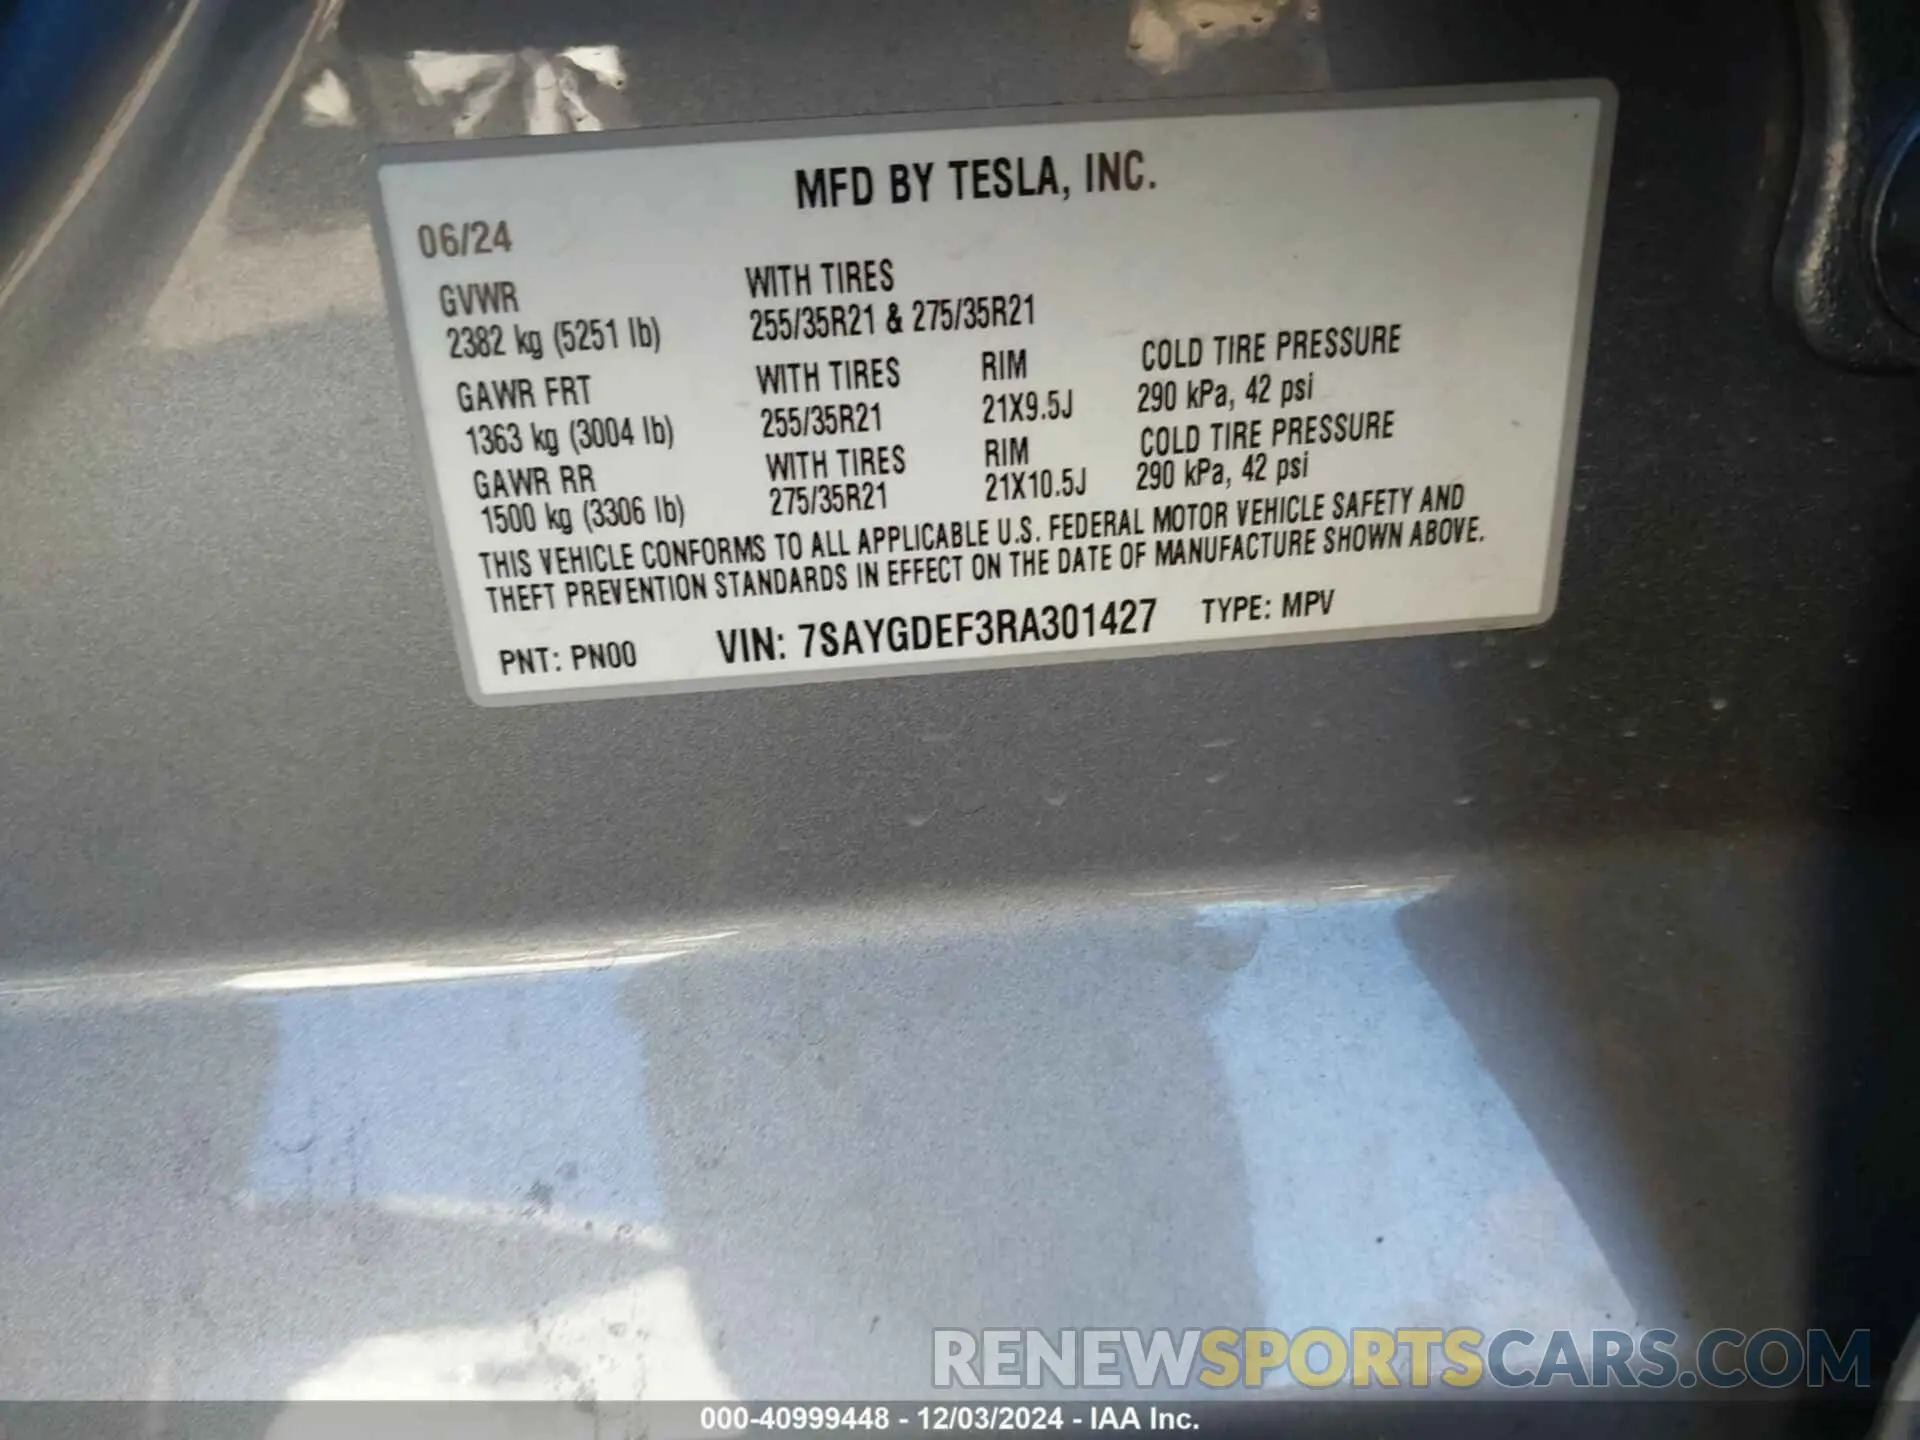 MFD BY TESLA, INC.
06/24
GVWR WITH TIRES
2382 kg (5251 lb) 255/35R21 & 275/35R21
GAWR FRT WITH TIRES RIM COLD TIRE PRESSURE
1363 kg (3004 lb) 255/35R21 21X9.5J 290 kPa, 42 psi
GAWR RR WITH TIRES RIM COLD TIRE PRESSURE
1500 kg (3306 lb) 275/35R21 21X10.5J 290 kPa, 42 psi
THIS VEHICLE CONFORMS TO ALL APPLICABLE U.S. FEDERAL MOTOR VEHICLE SAFETY AND
THEFT PREVENTION STANDARDS IN EFFECT ON THE DATE OF MANUFACTURE SHOWN ABOVE.
PNT: PN00 VIN: 7SAYGDEF3RA301427 TYPE: MPV
RENEWSPORTSCARS.COM
000-40999448 - 12/03/2024 - IAA Inc.